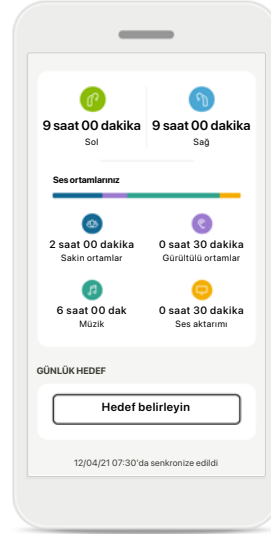 9 saat 00 dakika 9 saat 00 dakika
Sol Sağ
Ses ortamlarınız
2 saat 00 dakika 0 saat 30 dakika
Sakin ortamlar Gürültülü ortamlar
6 saat 00 dak 0 saat 30 dakika
Müzik Ses aktarımı
GÜNLÜK HEDEF
Hedef belirleyin
12/04/21 07:30'da senkronize edildi